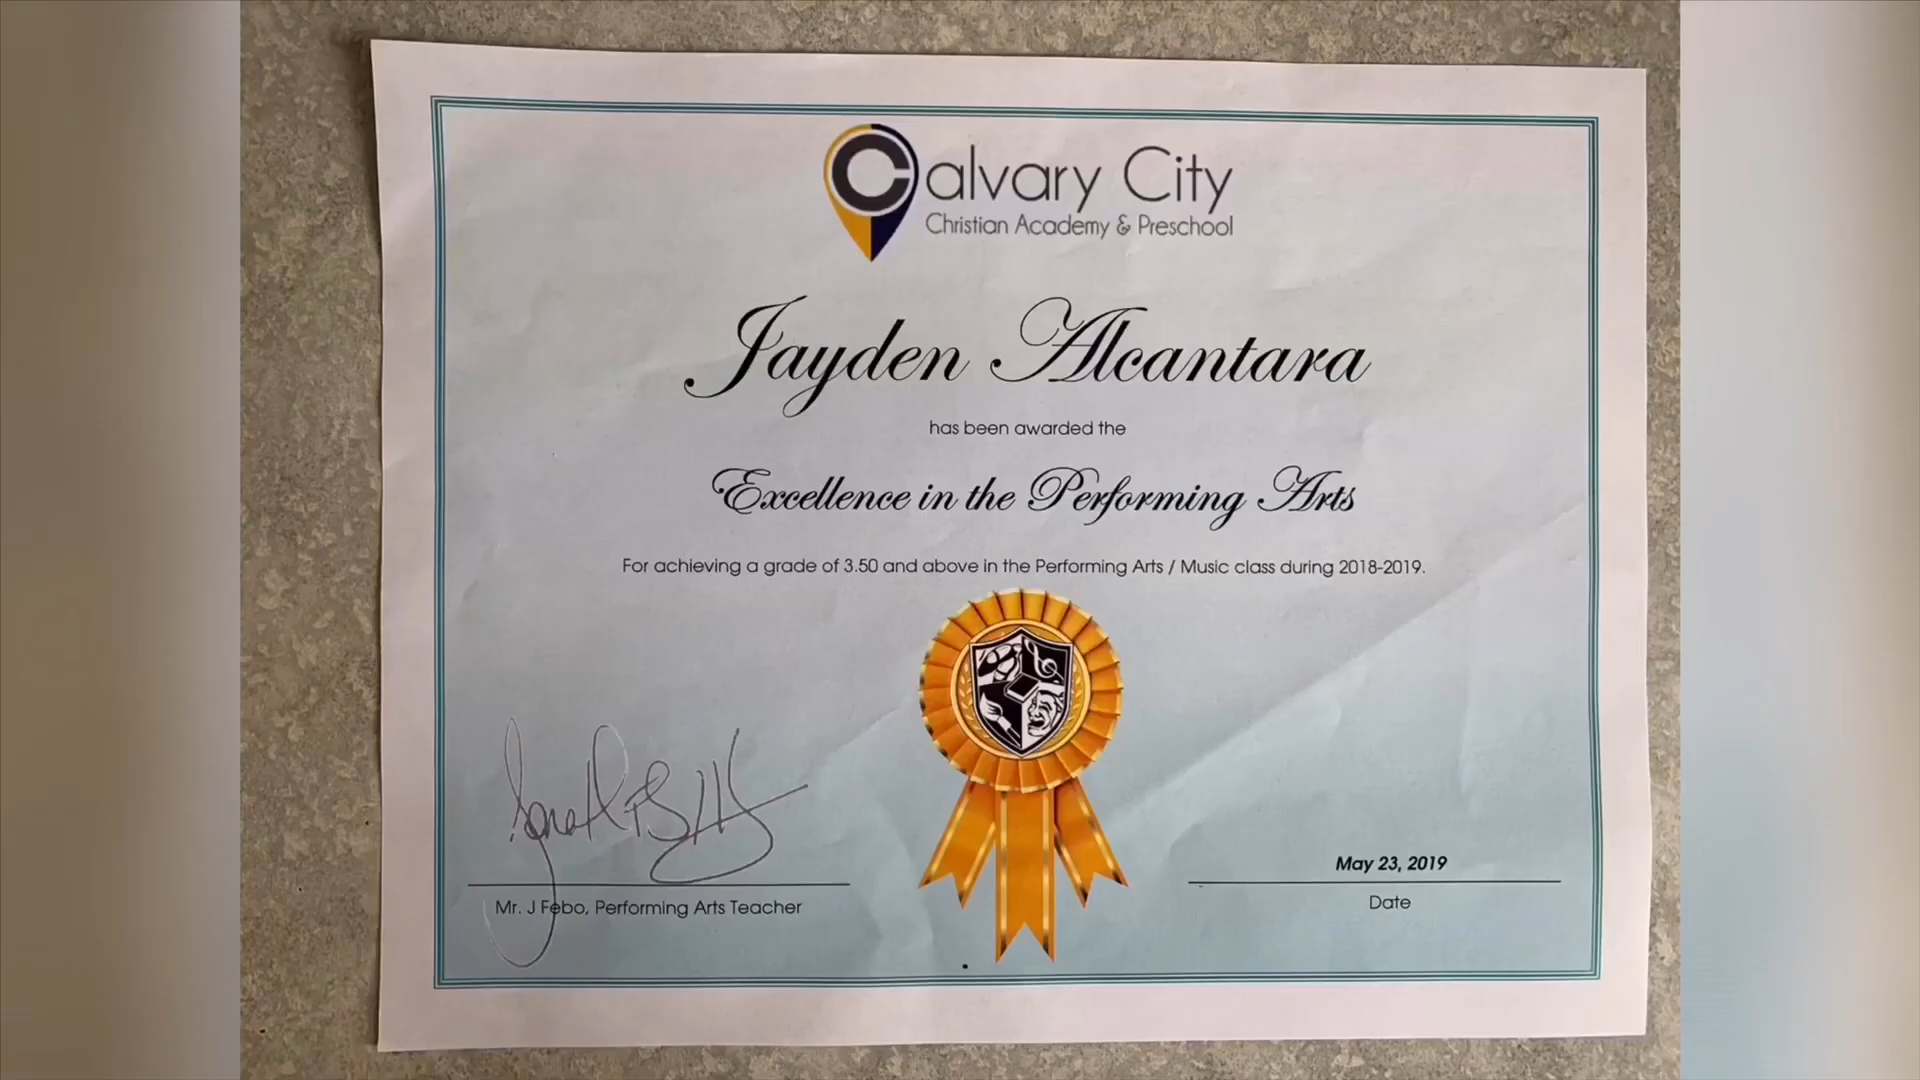 Calvary City
Christian Academy & Preschool
Jayden Alcantara
has been awarded the
Excellence in the Performing Arts
For achieving a grade of 3.50 and above in the Performing Arts / Music class during 2018-2019.
May 23, 2019
Mr. J Febo, Performing Arts Teacher
Date